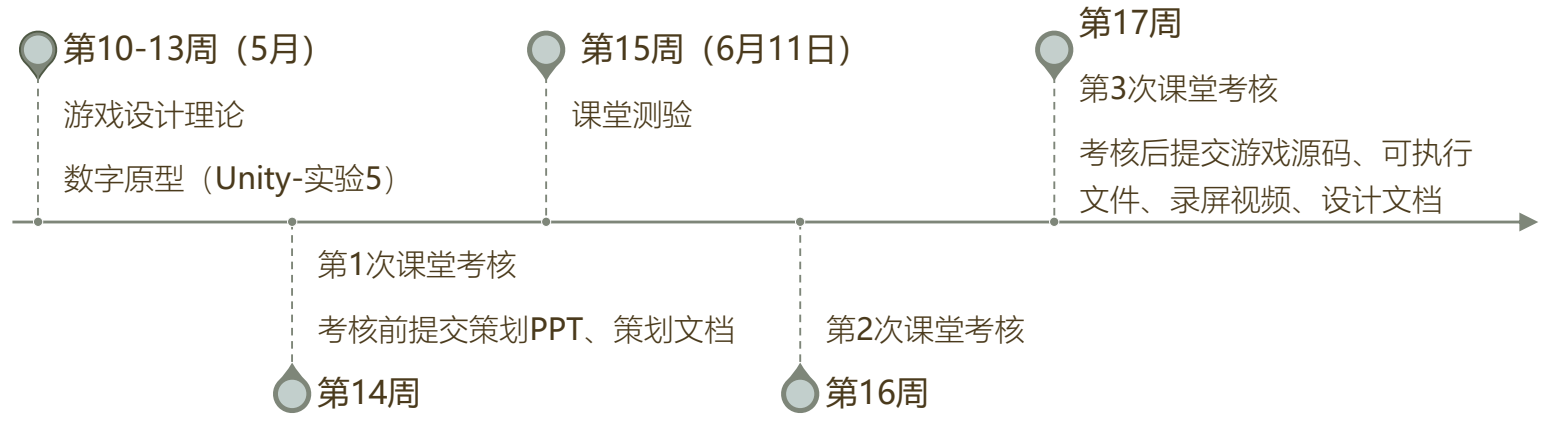 第10-13周（5月）
游戏设计理论
数字原型（Unity-实验5）
第1次课堂考核
考核前提交策划PPT、策划文档
第14周
第15周（6月11日）
课堂测验
第2次课堂考核
第16周
第17周
第3次课堂考核
考核后提交游戏源码、可执行
文件、录屏视频、设计文档